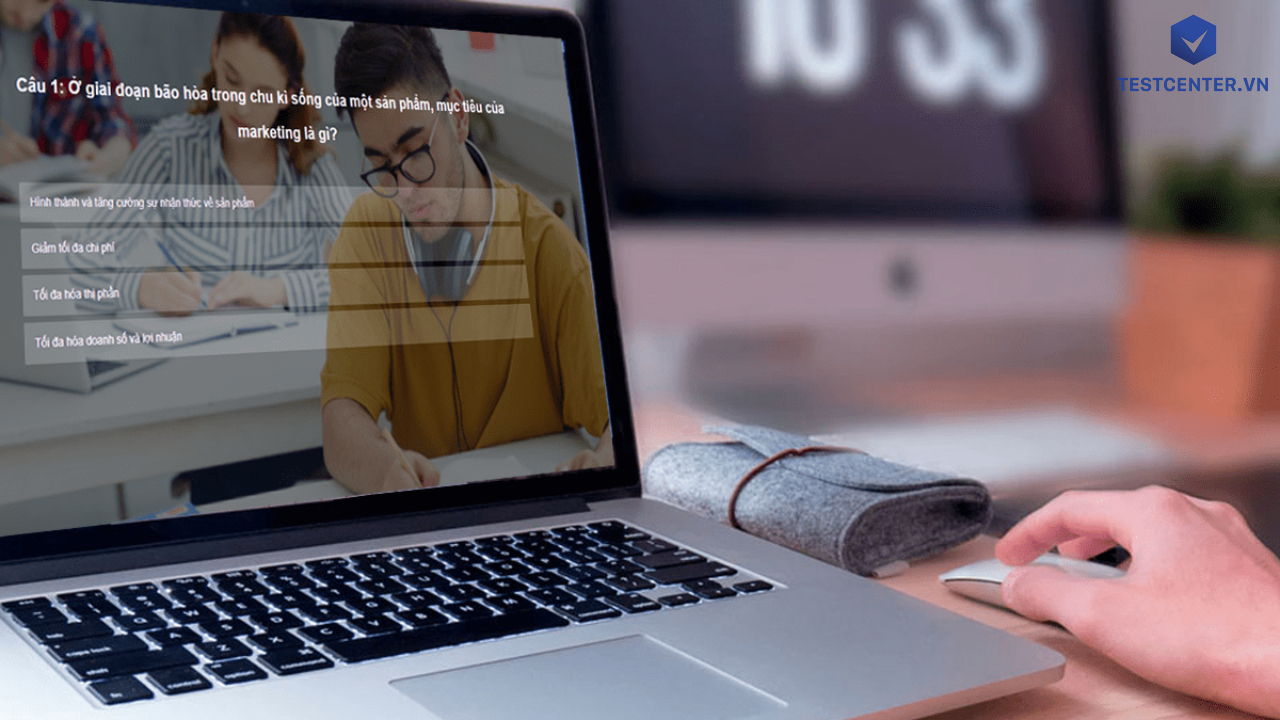 Câu 1: Ở giai đoạn bão hòa trong chu kì sống của một sản phẩm, mục tiêu của
marketing là gì?
Hình thành và tăng cường sự nhận thức về sản phẩm
Giảm tối đa chi phí
Tối đa hóa thị phần
Tối đa hóa doanh số và lợi nhuận
10 33
TESTCENTER.VN